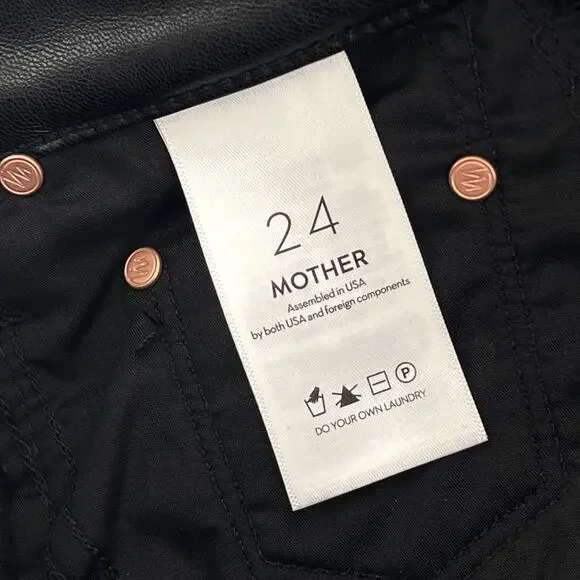 24
MOTHER
Assembled in USA
by both USA and foreign components
P
DO YOUR OWN LAUNDRY